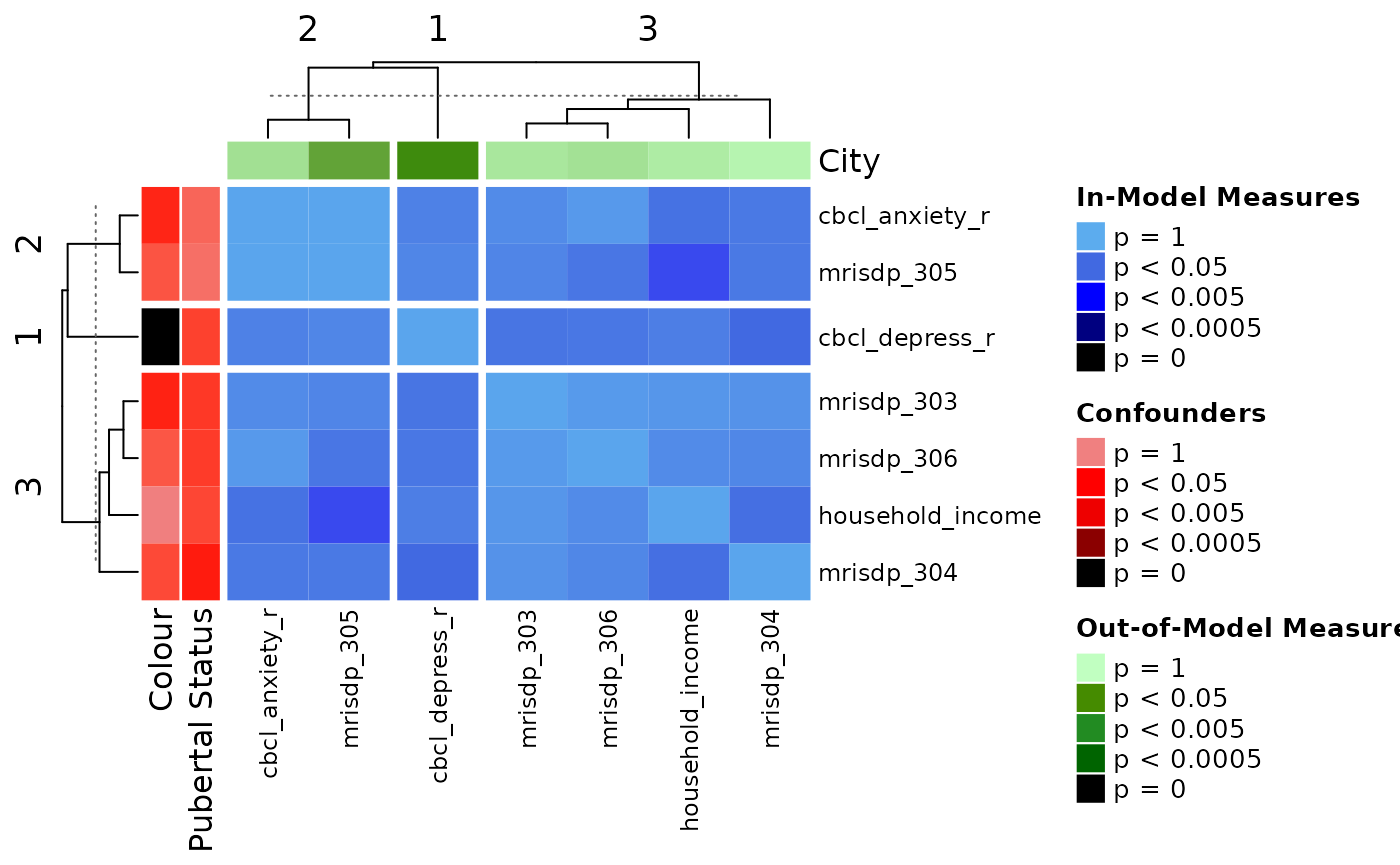 2 1 3
City
cbcl_anxiety_r
mrisdp_305
cbcl_depress_r
mrisdp_303
mrisdp_306
household_income
mrisdp_304
2
1
3
Colour
Pubertal Status
cbcl_anxiety_r
mrisdp_305
cbcl_depress_r
mrisdp_303
mrisdp_306
household_income
mrisdp_304
In-Model Measures
p = 1
p < 0.05
p < 0.005
p < 0.0005
p = 0
Confounders
p = 1
p < 0.05
p < 0.005
p < 0.0005
p = 0
Out-of-Model Measure
p = 1
p < 0.05
p < 0.005
p < 0.0005
p = 0